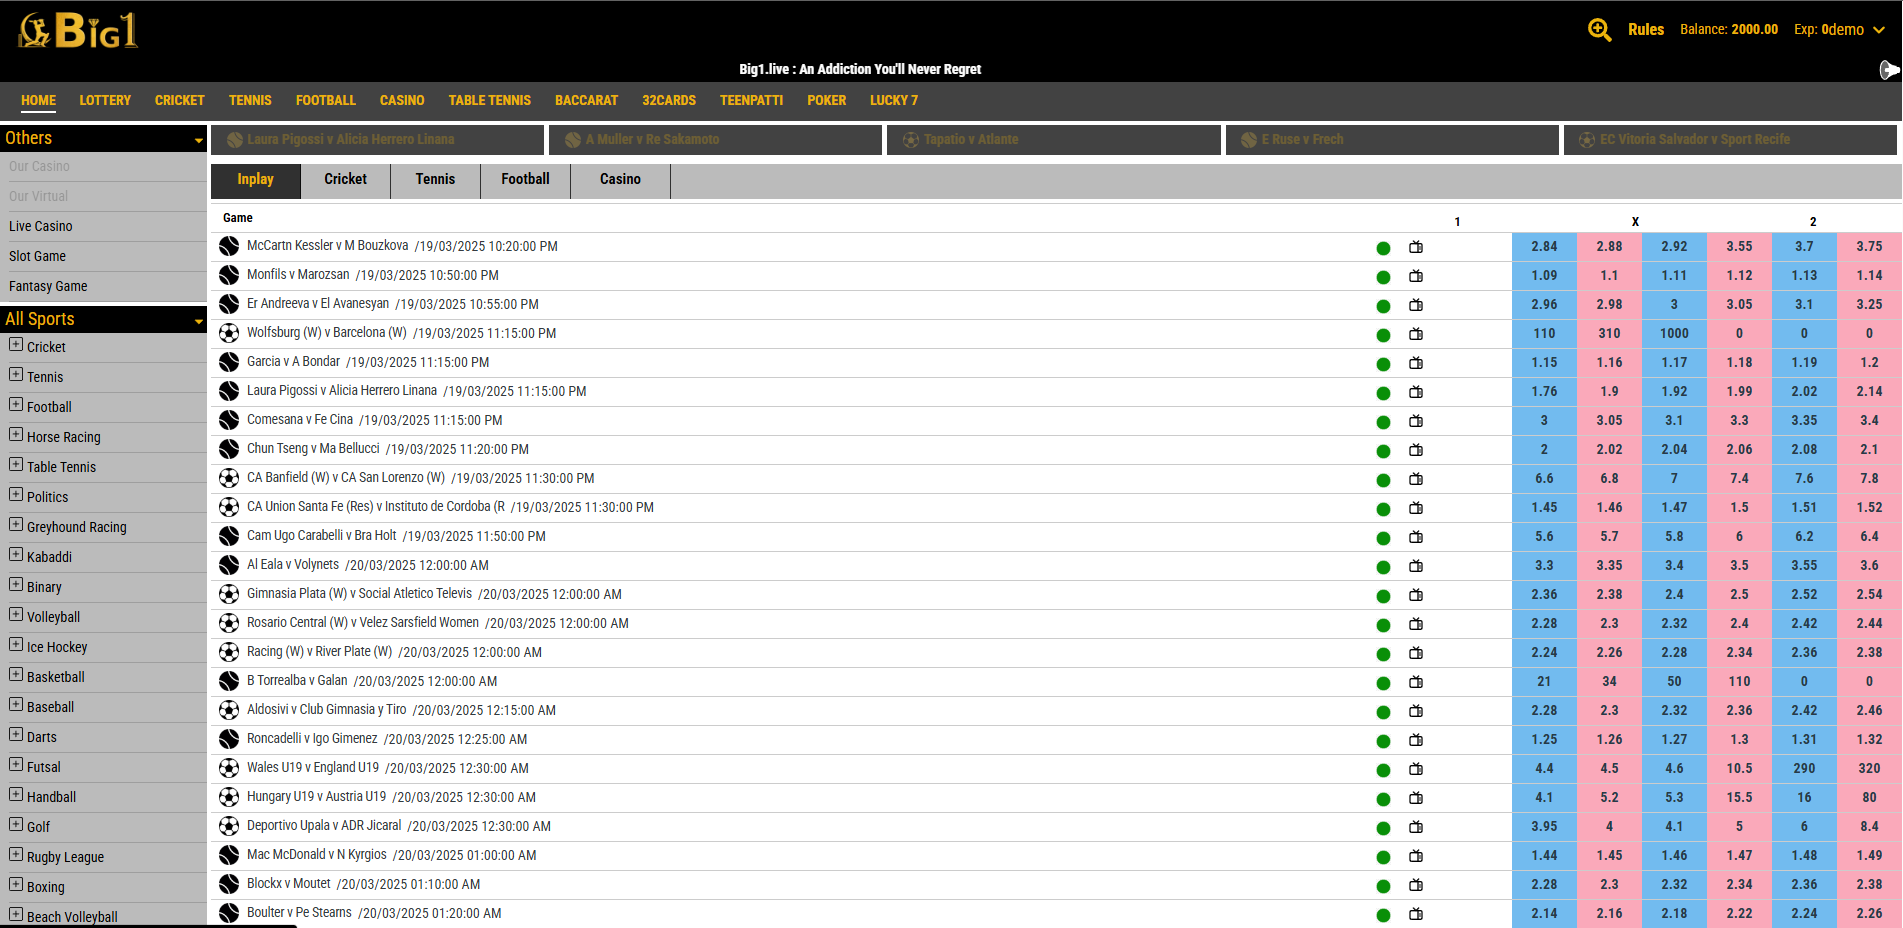 Big1
Rules Balance: 2000.00 Exp: 0demo
Big1.live : An Addiction You'll Never Regret
HOME LOTTERY CRICKET TENNIS FOOTBALL CASINO TABLE TENNIS BACCARAT 32CARDS TEENPATTI POKER LUCKY 7
Others
Our Casino
Our Virtual
Live Casino
Slot Game
Fantasy Game
All Sports
Cricket
Tennis
Football
Horse Racing
Table Tennis
Politics
Greyhound Racing
Kabaddi
Binary
Volleyball
Ice Hockey
Basketball
Baseball
Darts
Futsal
Handball
Golf
Rugby League
Boxing
Beach Volleyball
Laura Pigossi v Alicia Herrero Linana A Muller v Re Sakamoto Tapatio v Atlante E Ruse v Frech EC Vitoria Salvador v Sport Recife
Inplay Cricket Tennis Football Casino
Game 1 X 2
McCartn Kessler v M Bouzkova /19/03/2025 10:20:00 PM 2.84 2.88 2.92 3.55 3.7 3.75
Monfils v Marozsan /19/03/2025 10:50:00 PM 1.09 1.1 1.11 1.12 1.13 1.14
Er Andreeva v El Avanesyan /19/03/2025 10:55:00 PM 2.96 2.98 3 3.05 3.1 3.25
Wolfsburg (W) v Barcelona (W) /19/03/2025 11:15:00 PM 110 310 1000 0 0 0
Garcia v A Bondar /19/03/2025 11:15:00 PM 1.15 1.16 1.17 1.18 1.19 1.2
Laura Pigossi v Alicia Herrero Linana /19/03/2025 11:15:00 PM 1.76 1.9 1.92 1.99 2.02 2.14
Comesana v Fe Cina /19/03/2025 11:15:00 PM 3 3.05 3.1 3.3 3.35 3.4
Chun Tseng v Ma Bellucci /19/03/2025 11:20:00 PM 2 2.02 2.04 2.06 2.08 2.1
CA Banfield (W) v CA San Lorenzo (W) /19/03/2025 11:30:00 PM 6.6 6.8 7 7.4 7.6 7.8
CA Union Santa Fe (Res) v Instituto de Cordoba (R /19/03/2025 11:30:00 PM 1.45 1.46 1.47 1.5 1.51 1.52
Cam Ugo Carabelli v Bra Holt /19/03/2025 11:50:00 PM 5.6 5.7 5.8 6 6.2 6.4
Al Eala v Volynets /20/03/2025 12:00:00 AM 3.3 3.35 3.4 3.5 3.55 3.6
Gimnasia Plata (W) v Social Atletico Televis /20/03/2025 12:00:00 AM 2.36 2.38 2.4 2.5 2.52 2.54
Rosario Central (W) v Velez Sarsfield Women /20/03/2025 12:00:00 AM 2.28 2.3 2.32 2.4 2.42 2.44
Racing (W) v River Plate (W) /20/03/2025 12:00:00 AM 2.24 2.26 2.28 2.34 2.36 2.38
B Torrealba v Galan /20/03/2025 12:00:00 AM 21 34 50 110 0 0
Aldosivi v Club Gimnasia y Tiro /20/03/2025 12:15:00 AM 2.28 2.3 2.32 2.36 2.42 2.46
Roncadelli v Igo Gimenez /20/03/2025 12:25:00 AM 1.25 1.26 1.27 1.3 1.31 1.32
Wales U19 v England U19 /20/03/2025 12:30:00 AM 4.4 4.5 4.6 10.5 290 320
Hungary U19 v Austria U19 /20/03/2025 12:30:00 AM 4.1 5.2 5.3 15.5 16 80
Deportivo Upala v ADR Jicaral /20/03/2025 12:30:00 AM 3.95 4 4.1 5 6 8.4
Mac McDonald v N Kyrgios /20/03/2025 01:00:00 AM 1.44 1.45 1.46 1.47 1.48 1.49
Blockx v Moutet /20/03/2025 01:10:00 AM 2.28 2.3 2.32 2.34 2.36 2.38
Boulter v Pe Stearns /20/03/2025 01:20:00 AM 2.14 2.16 2.18 2.22 2.24 2.26